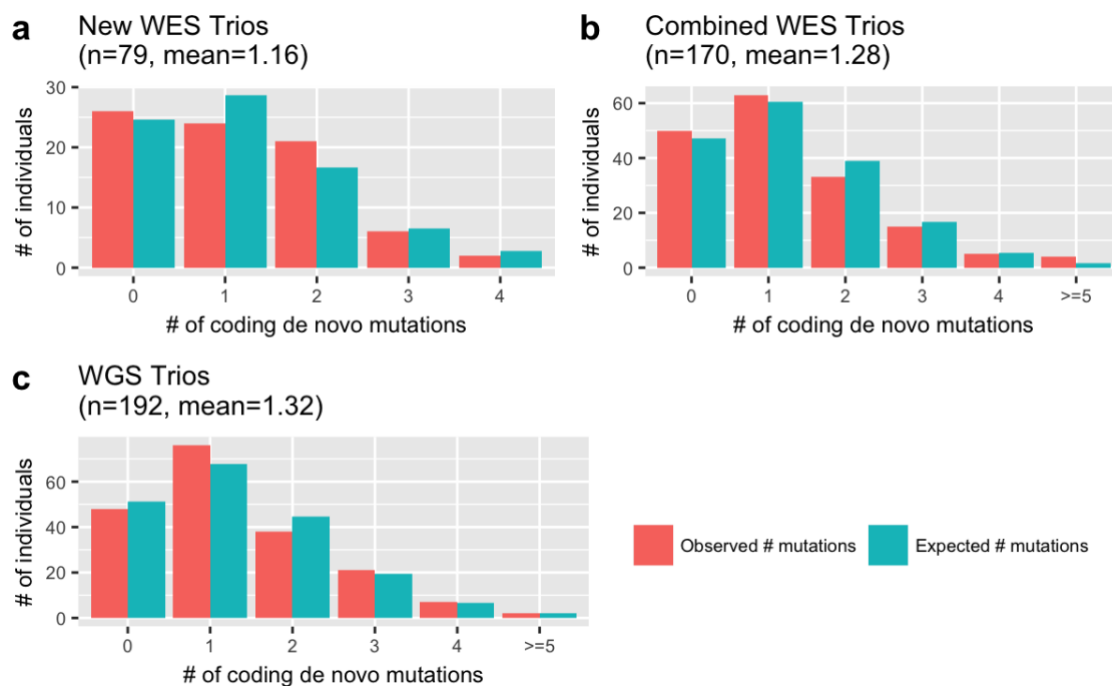 a
New WES Trios
(n=79, mean=1.16)
# of individuals
30
20
10
0
0 1 2 3 4
# of coding de novo mutations
b
Combined WES Trios
(n=170, mean=1.28)
# of individuals
60
40
20
0
0 1 2 3 4 >=5
# of coding de novo mutations
c
WGS Trios
(n=192, mean=1.32)
# of individuals
60
40
20
0
0 1 2 3 4 >=5
# of coding de novo mutations
Observed # mutations
Expected # mutations